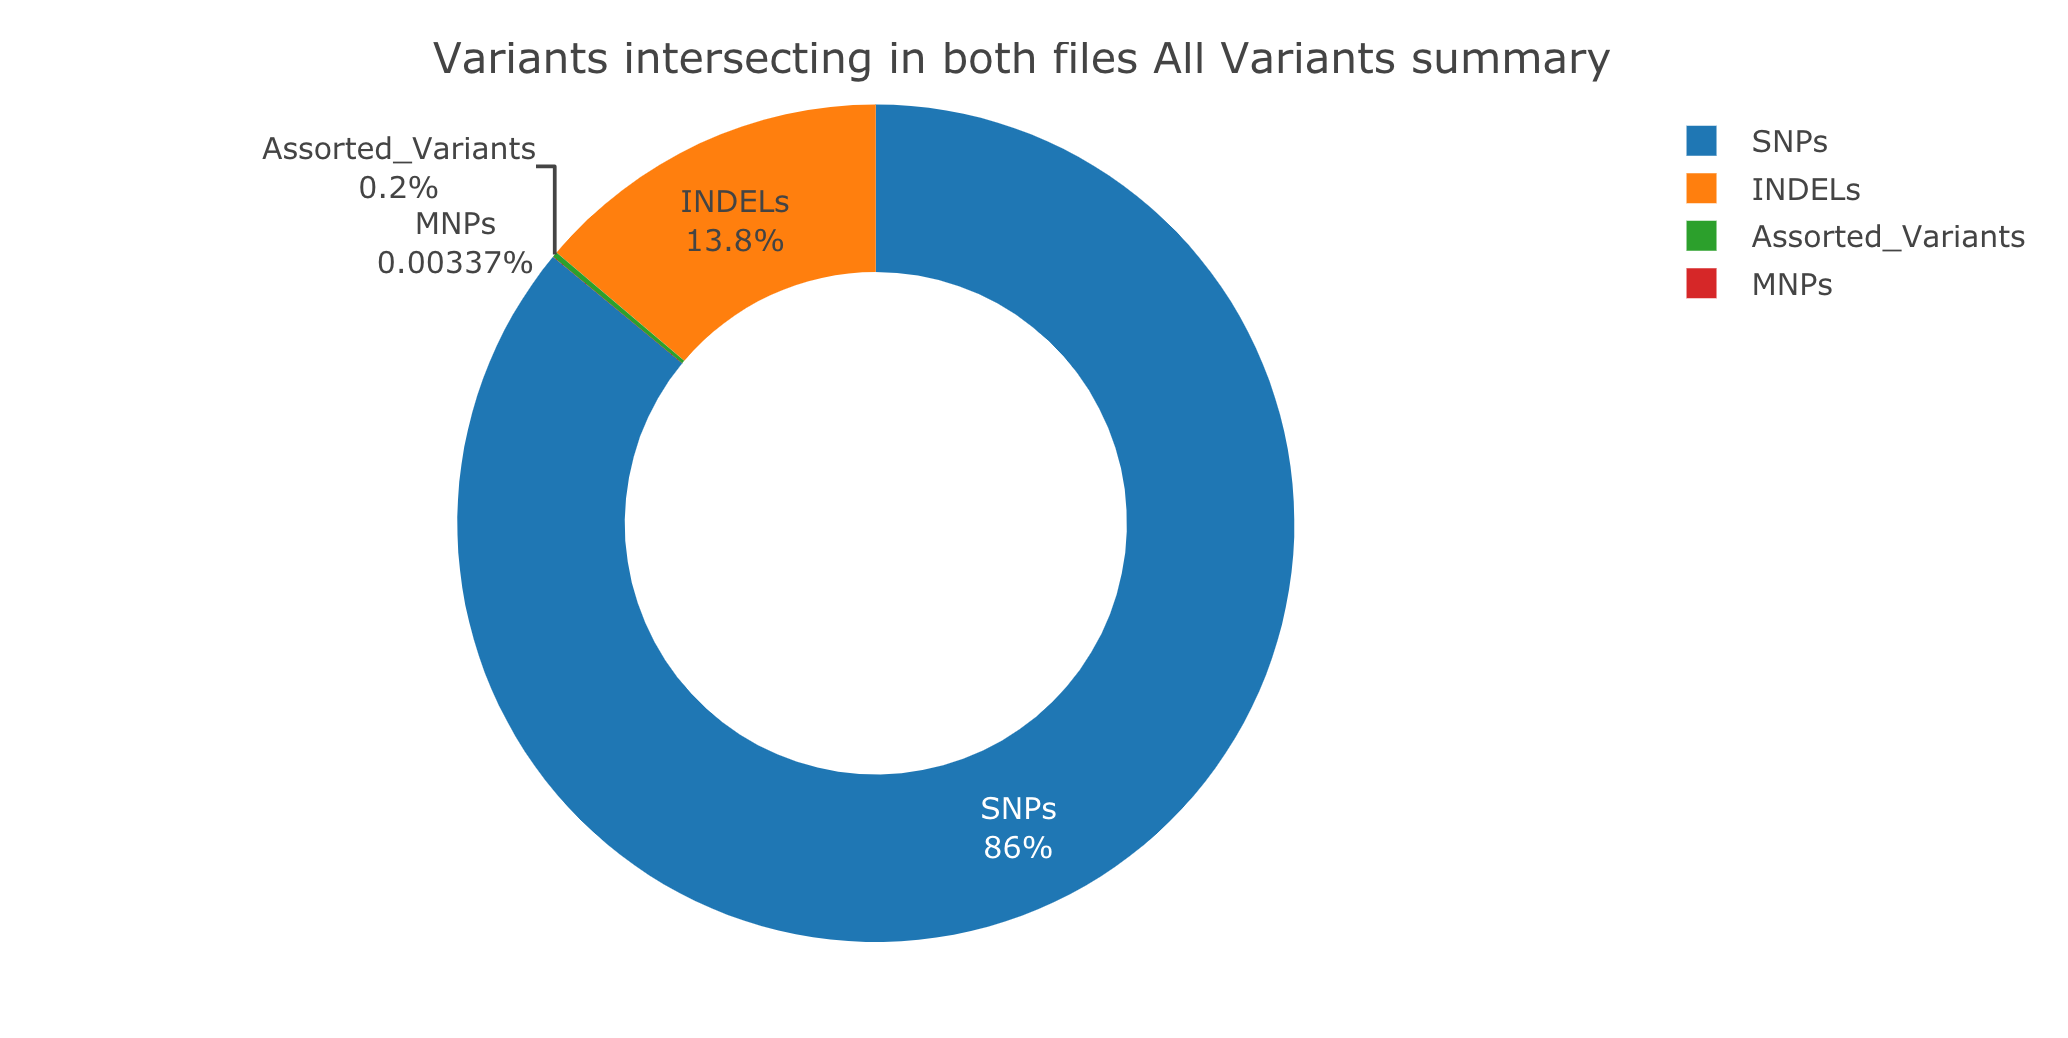 Variants intersecting in both files All Variants summary
Assorted_Variants
0.2%
MNPs
0.00337%
INDELs
13.8%
SNPs
86%
SNPs
INDELs
Assorted_Variants
MNPs